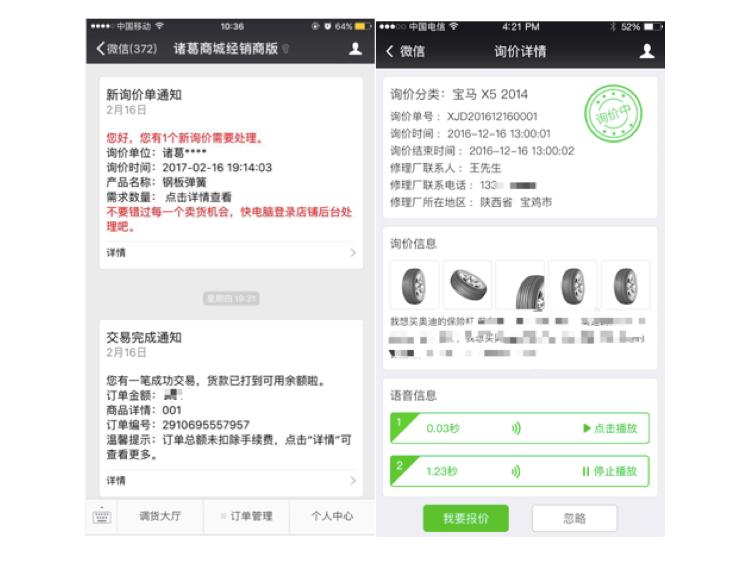 中国移动
10:36
64%
微信(372)
诸葛商城经销商版
新询价单通知
2月16日
您好，您有1个新询价需要处理。
询价单位：诸葛****
询价时间：2017-02-16 19:14:03
产品名称：钢板弹簧
需求数量： 点击详情查看
不要错过每一个卖货机会，快电脑登录店铺后台处
理吧。
详情
星期四 19:31
交易完成通知
2月16日
您有一笔成功交易，货款已打到可用余额啦。
订单金额：
商品详情：001
订单编号：2910695557957
温馨提示：订单总额未扣除手续费，点击“详情”可
查看更多。
详情
调货大厅
订单管理
个人中心
中国电信
4:21 PM
52%
微信
询价详情
询价分类：宝马 X5 2014
询价单号： XJD201612160001
询价时间： 2016-12-16 13:00:01
询价结束时间： 2016-12-16 13:00:02
修理厂联系人： 王先生
修理厂联系电话： 133
修理厂所在地区： 陕西省 宝鸡市
询价中
询价信息
我想买奥迪的保险杠
，我想买
语音信息
1
0.03秒
点击播放
2
1.23秒
停止播放
我要报价
忽略